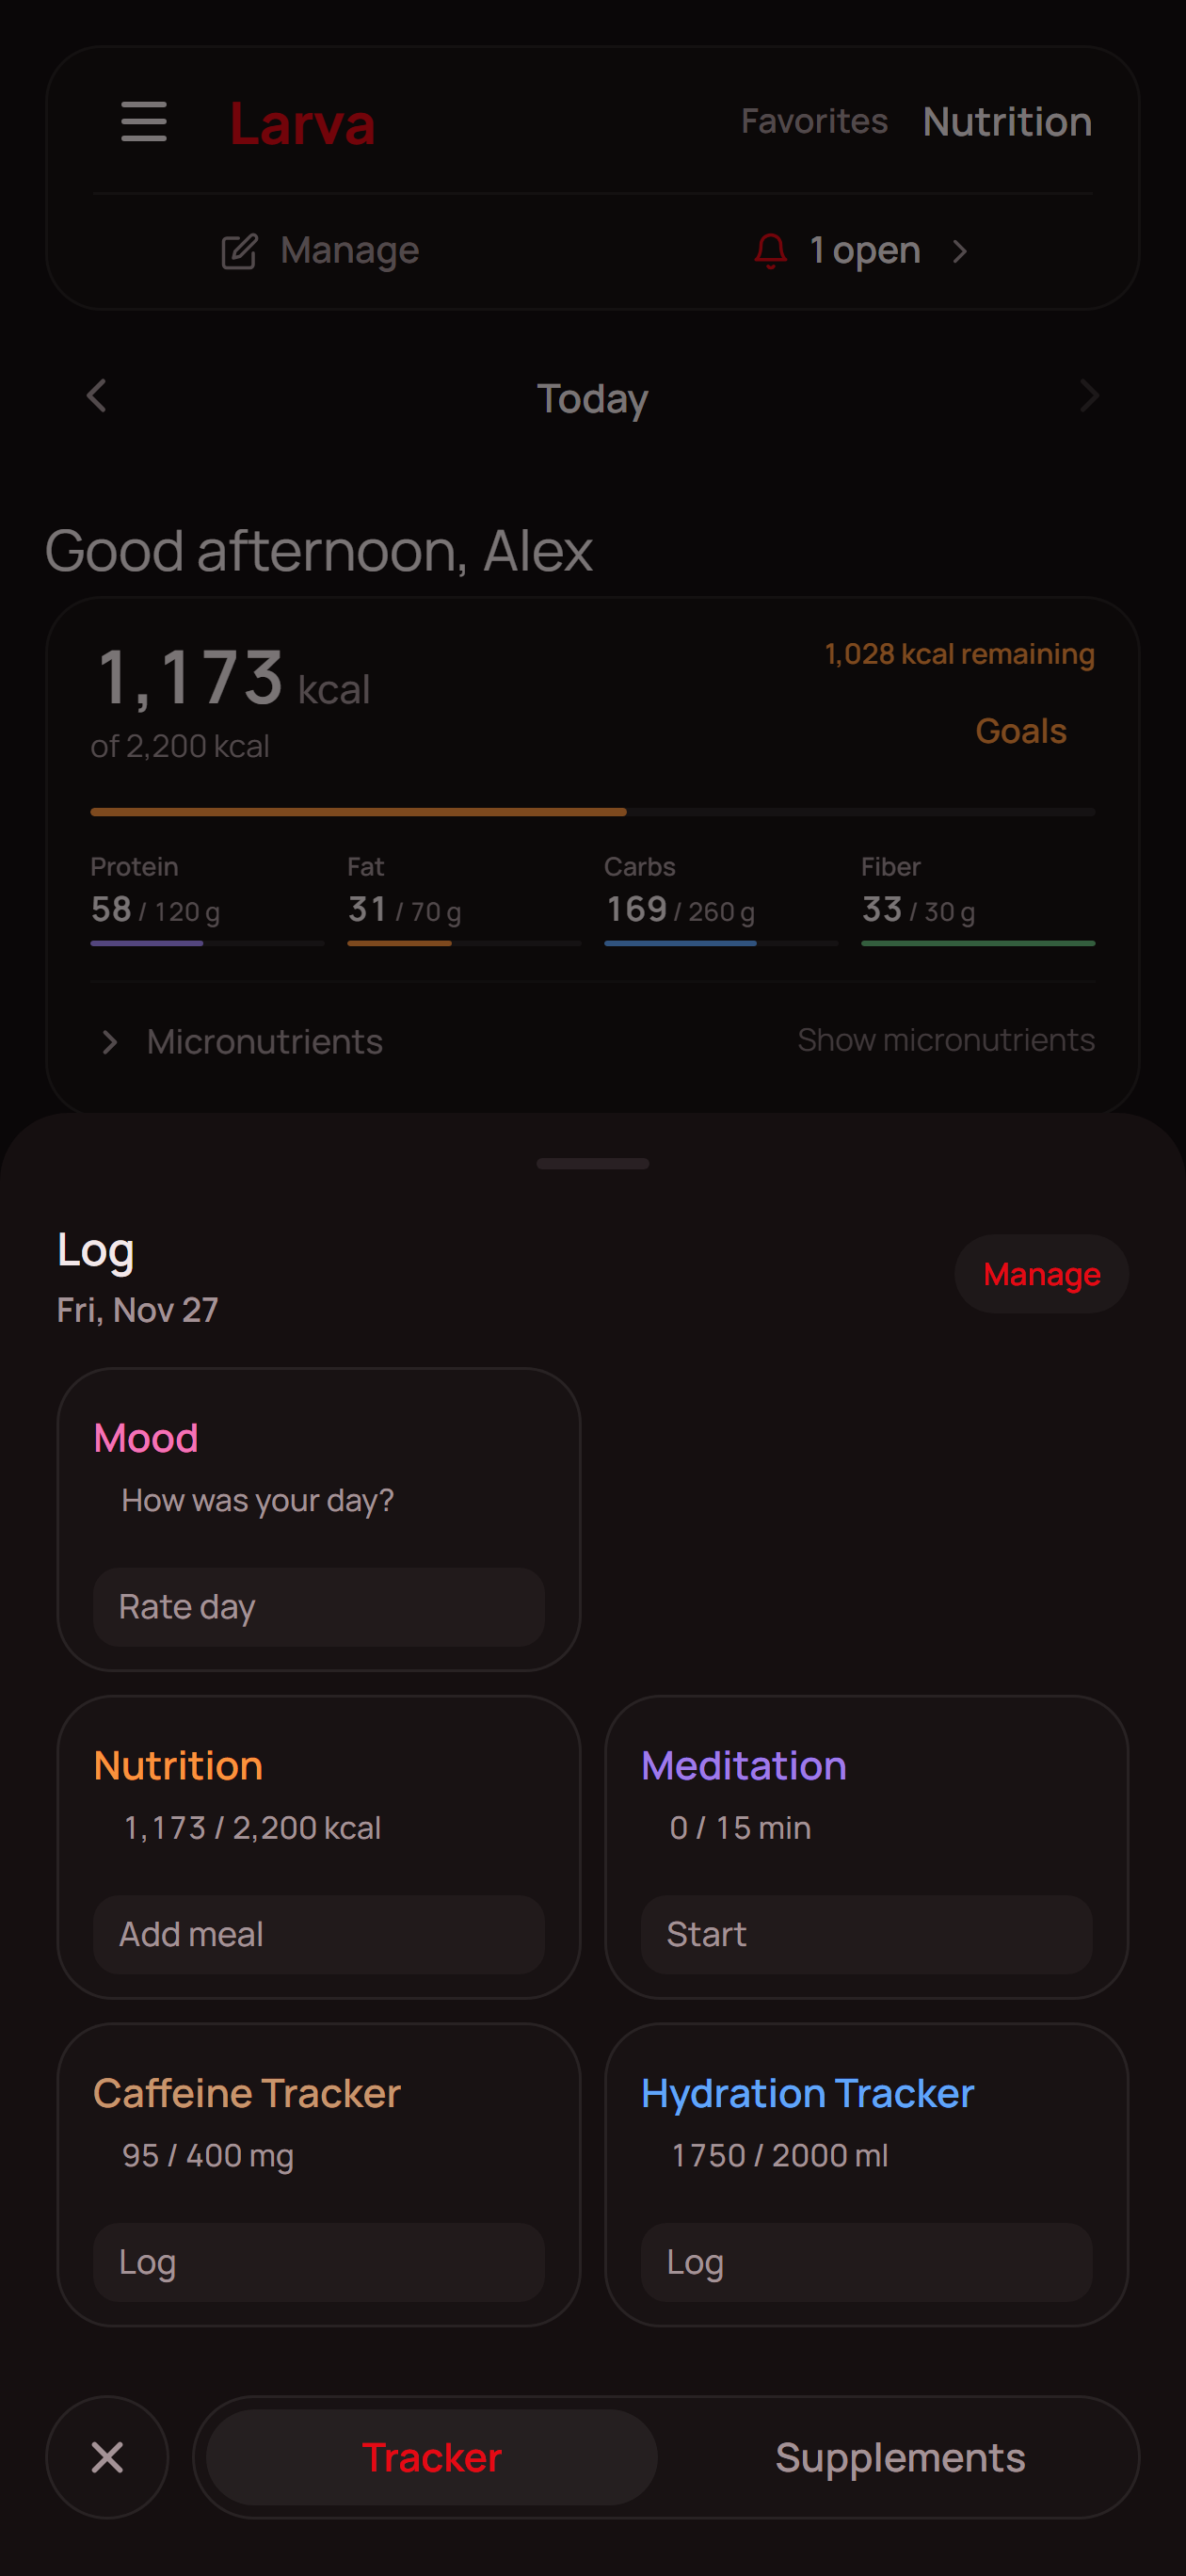 Larva
Favorites Nutrition
Manage
1 open
Today
Good afternoon, Alex
1,173 kcal
1,028 kcal remaining
of 2,200 kcal
Goals
Protein
58 / 120 g
Fat
31 / 70 g
Carbs
169 / 260 g
Fiber
33 / 30 g
Micronutrients
Show micronutrients
Log
Fri, Nov 27
Manage
Mood
How was your day?
Rate day
Nutrition
1,173 / 2,200 kcal
Add meal
Meditation
0 / 15 min
Start
Caffeine Tracker
95 / 400 mg
Log
Hydration Tracker
1750 / 2000 ml
Log
Tracker
Supplements